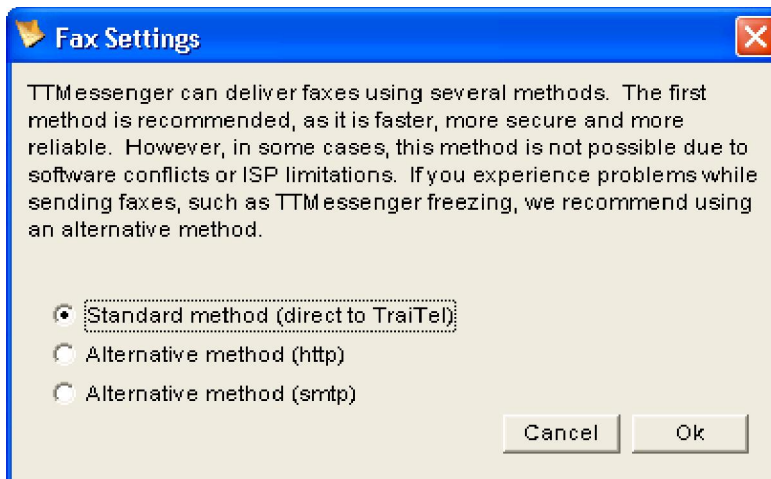 Fax Settings
TTMessenger can deliver faxes using several methods. The first
method is recommended, as it is faster, more secure and more
reliable. However, in some cases, this method is not possible due to
software conflicts or ISP limitations. If you experience problems while
sending faxes, such as TTMessenger freezing, we recommend using
an alternative method.
Standard method (direct to TraiTel)
Alternative method (http)
Alternative method (smtp)
Cancel Ok